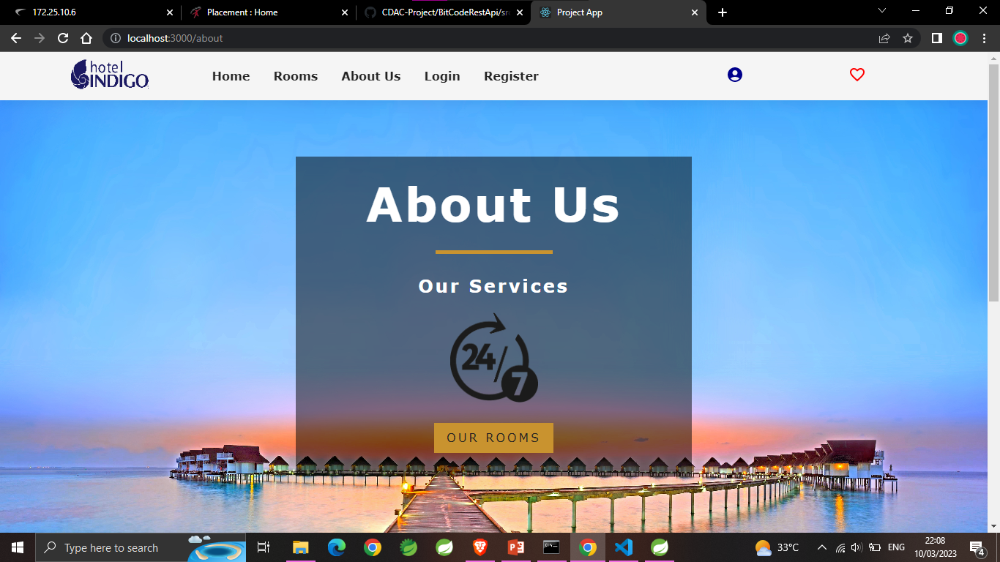 172.25.10.6
Placement : Home
CDAC-Project/BitCodeRestApi/sr
Project App
localhost:3000/about
hotel
INDIGO
Home Rooms About Us Login Register
About Us
Our Services
24/7
OUR ROOMS
Type here to search
33°C
ENG
22:08
10/03/2023
4